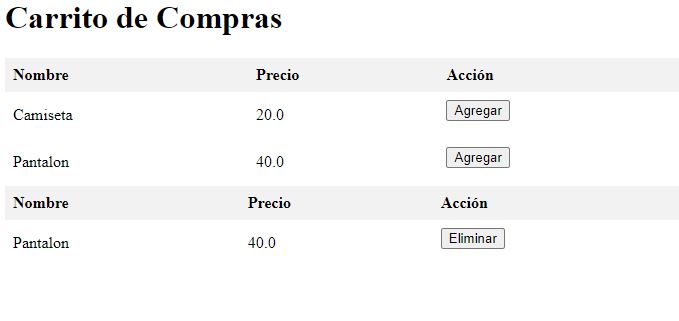 Carrito de Compras
Nombre Precio Acción
Camiseta 20.0 Agregar
Pantalon 40.0 Agregar
Nombre Precio Acción
Pantalon 40.0 Eliminar